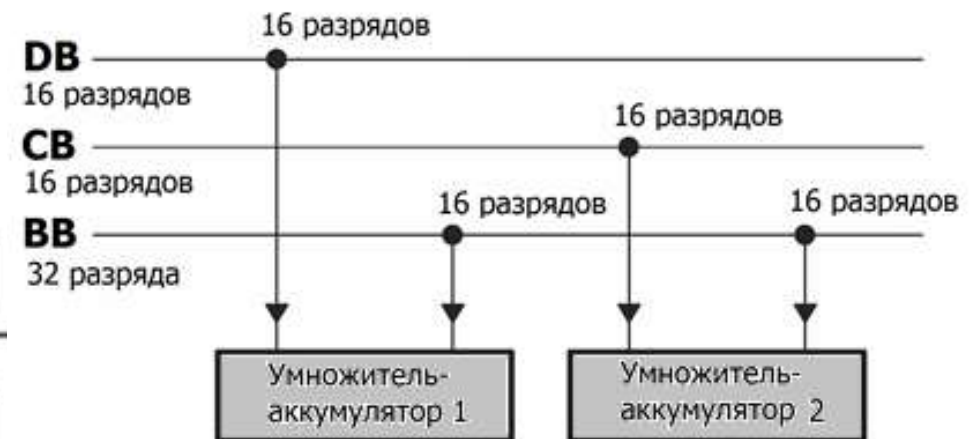 16 разрядов
DB
16 разрядов
16 разрядов
CB
16 разрядов
16 разрядов
16 разрядов
BB
32 разряда
Умножитель-
аккумулятор 1
Умножитель-
аккумулятор 2